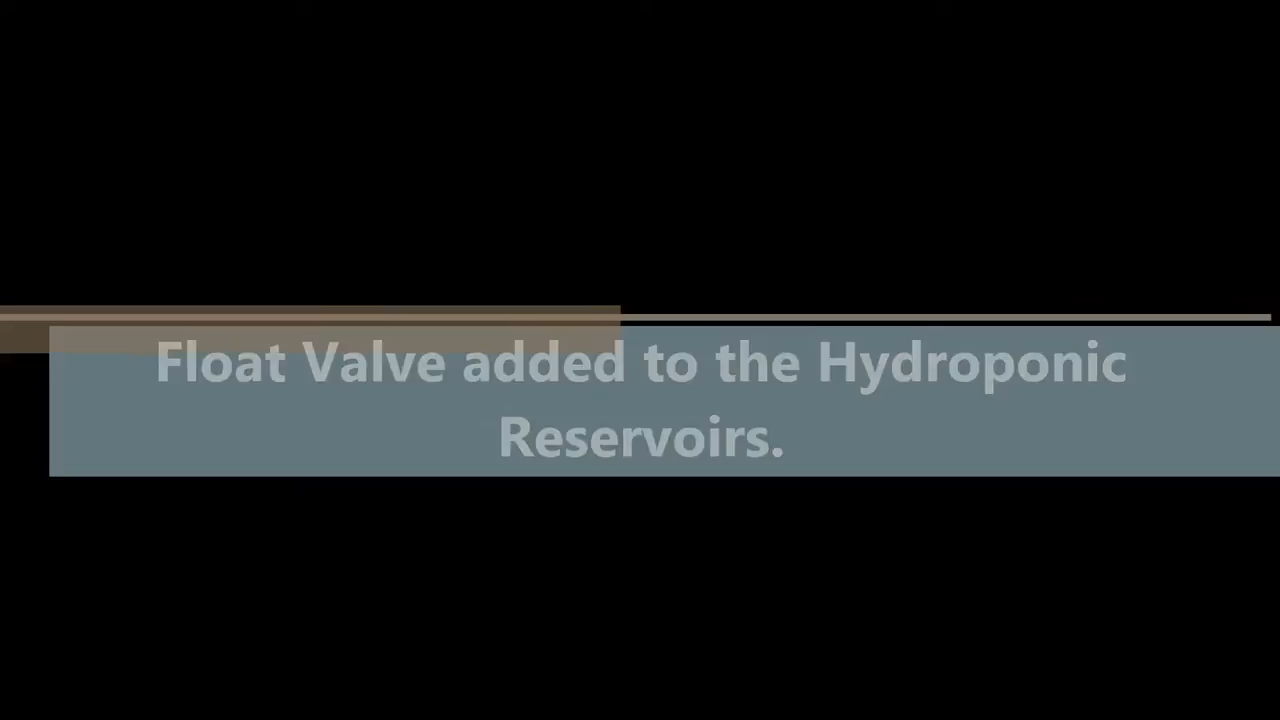 Float Valve added to the Hydroponic
Reservoirs.